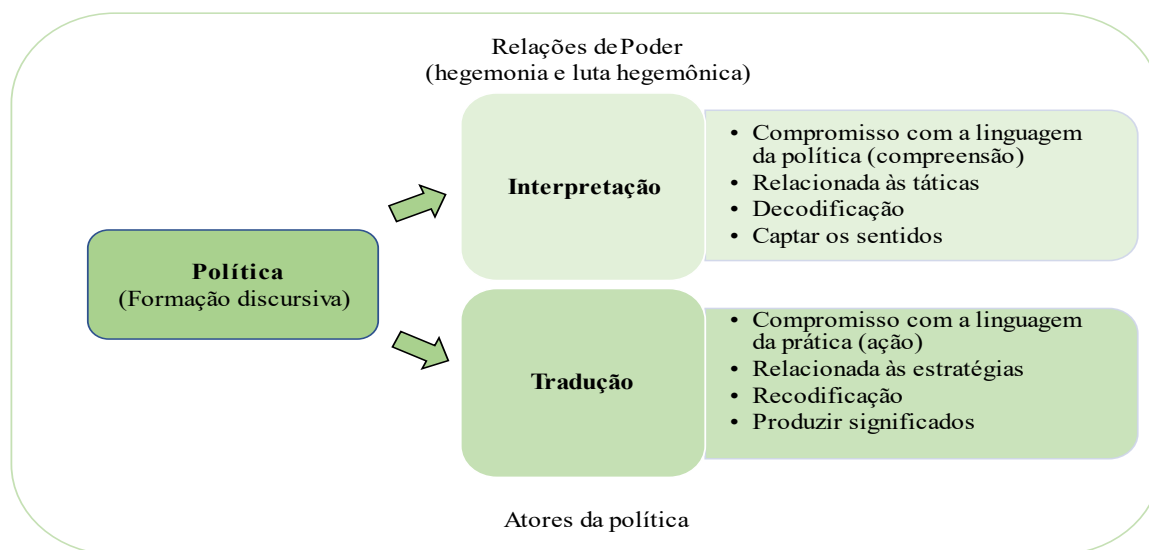 Relações de Poder
(hegemonia e luta hegemônica)
Política
(Formação discursiva)
Interpretação
• Compromisso com a linguagem
da política (compreensão)
• Relacionada às táticas
• Decodificação
• Captar os sentidos
Tradução
• Compromisso com a linguagem
da prática (ação)
• Relacionada às estratégias
• Recodificação
• Produzir significados
Atores da política